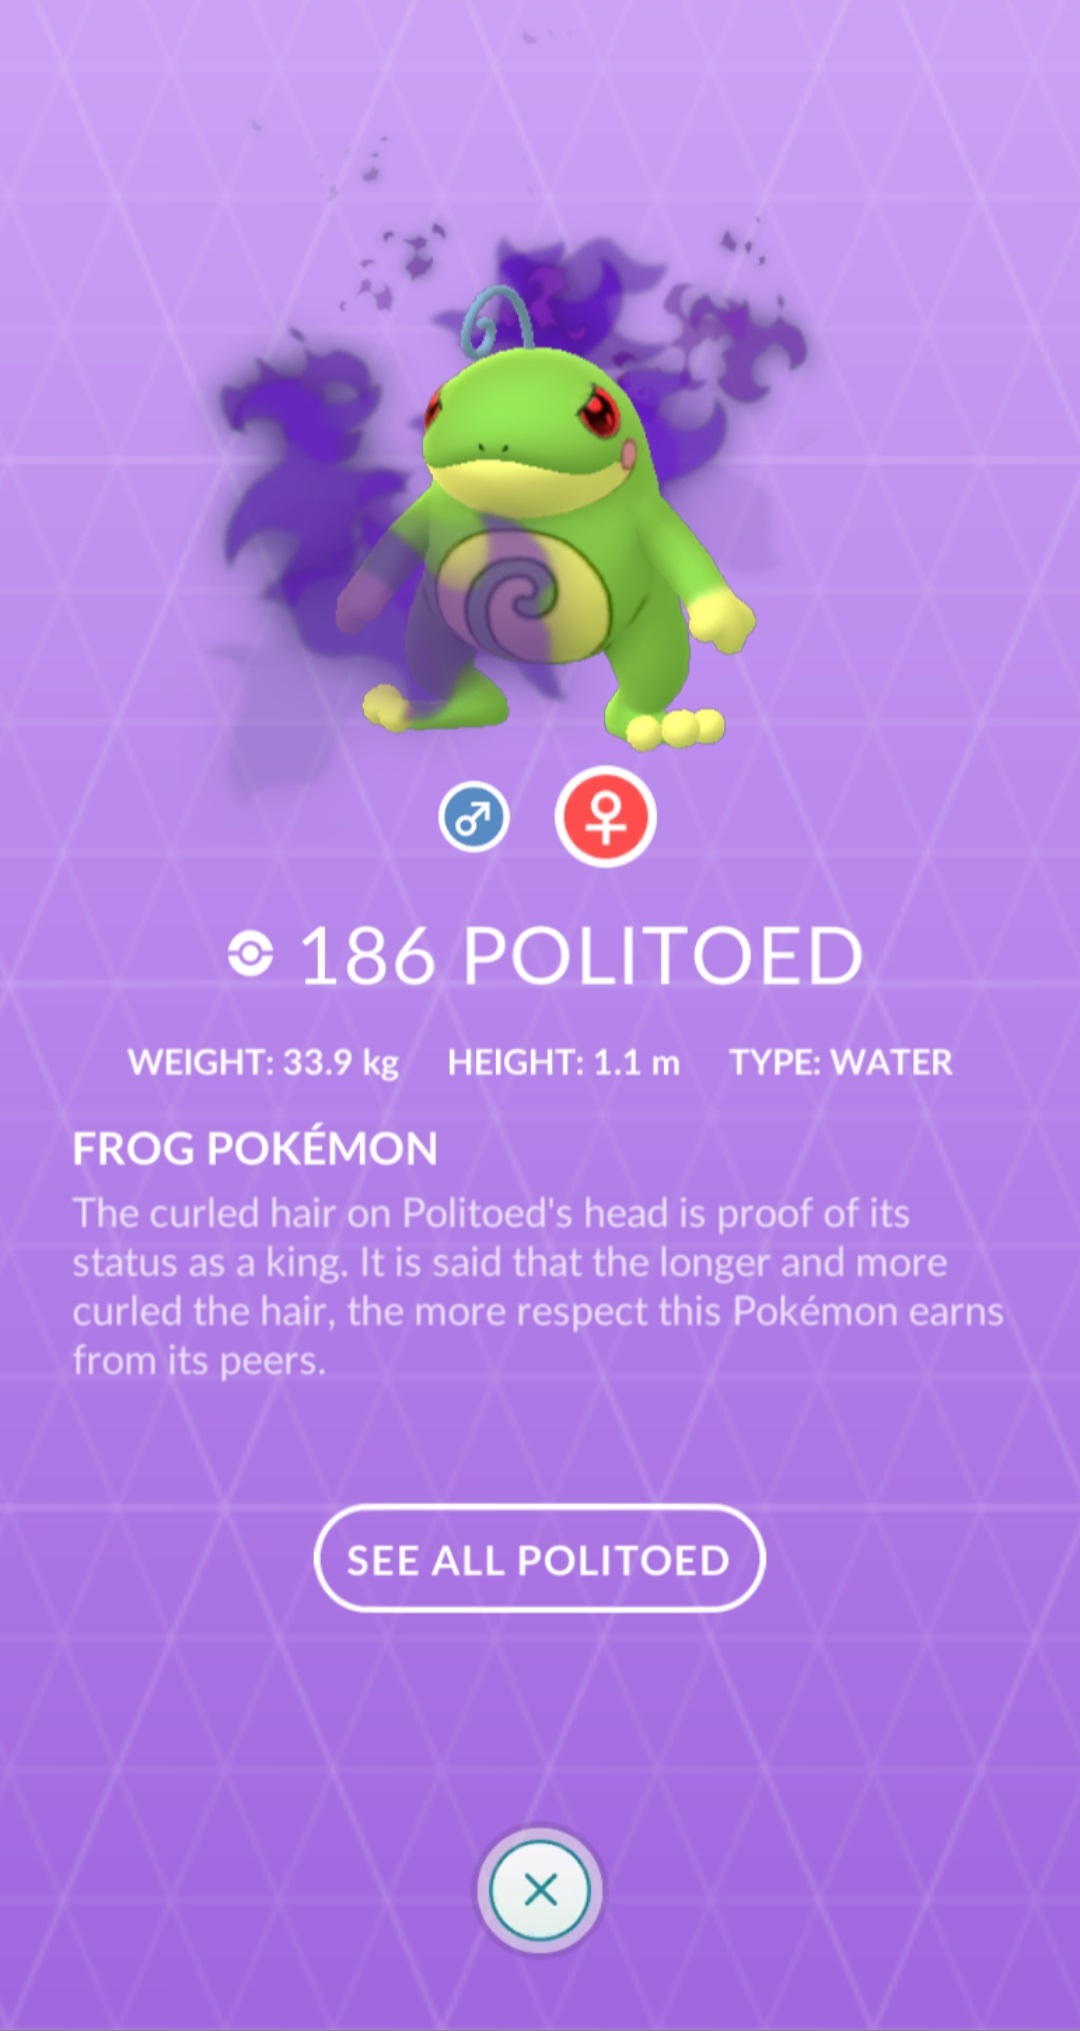 186 POLITOED
WEIGHT: 33.9 kg HEIGHT: 1.1 m TYPE: WATER
FROG POKÉMON
The curled hair on Politoed's head is proof of its
status as a king. It is said that the longer and more
curled the hair, the more respect this Pokémon earns
from its peers.
SEE ALL POLITOED